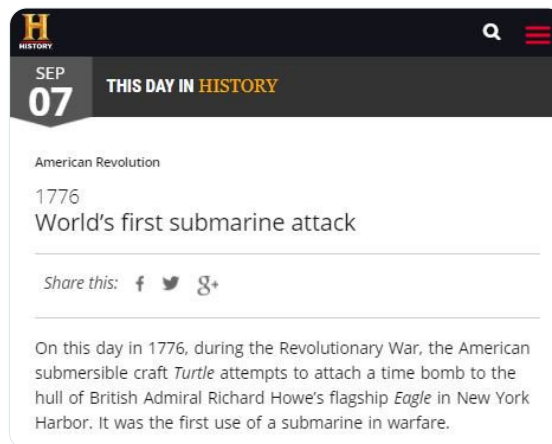 H
HISTORY
SEP
07
THIS DAY IN HISTORY
American Revolution
1776
World's first submarine attack
Share this: f g+
On this day in 1776, during the Revolutionary War, the American
submersible craft Turtle attempts to attach a time bomb to the
hull of British Admiral Richard Howe's flagship Eagle in New York
Harbor. It was the first use of a submarine in warfare.